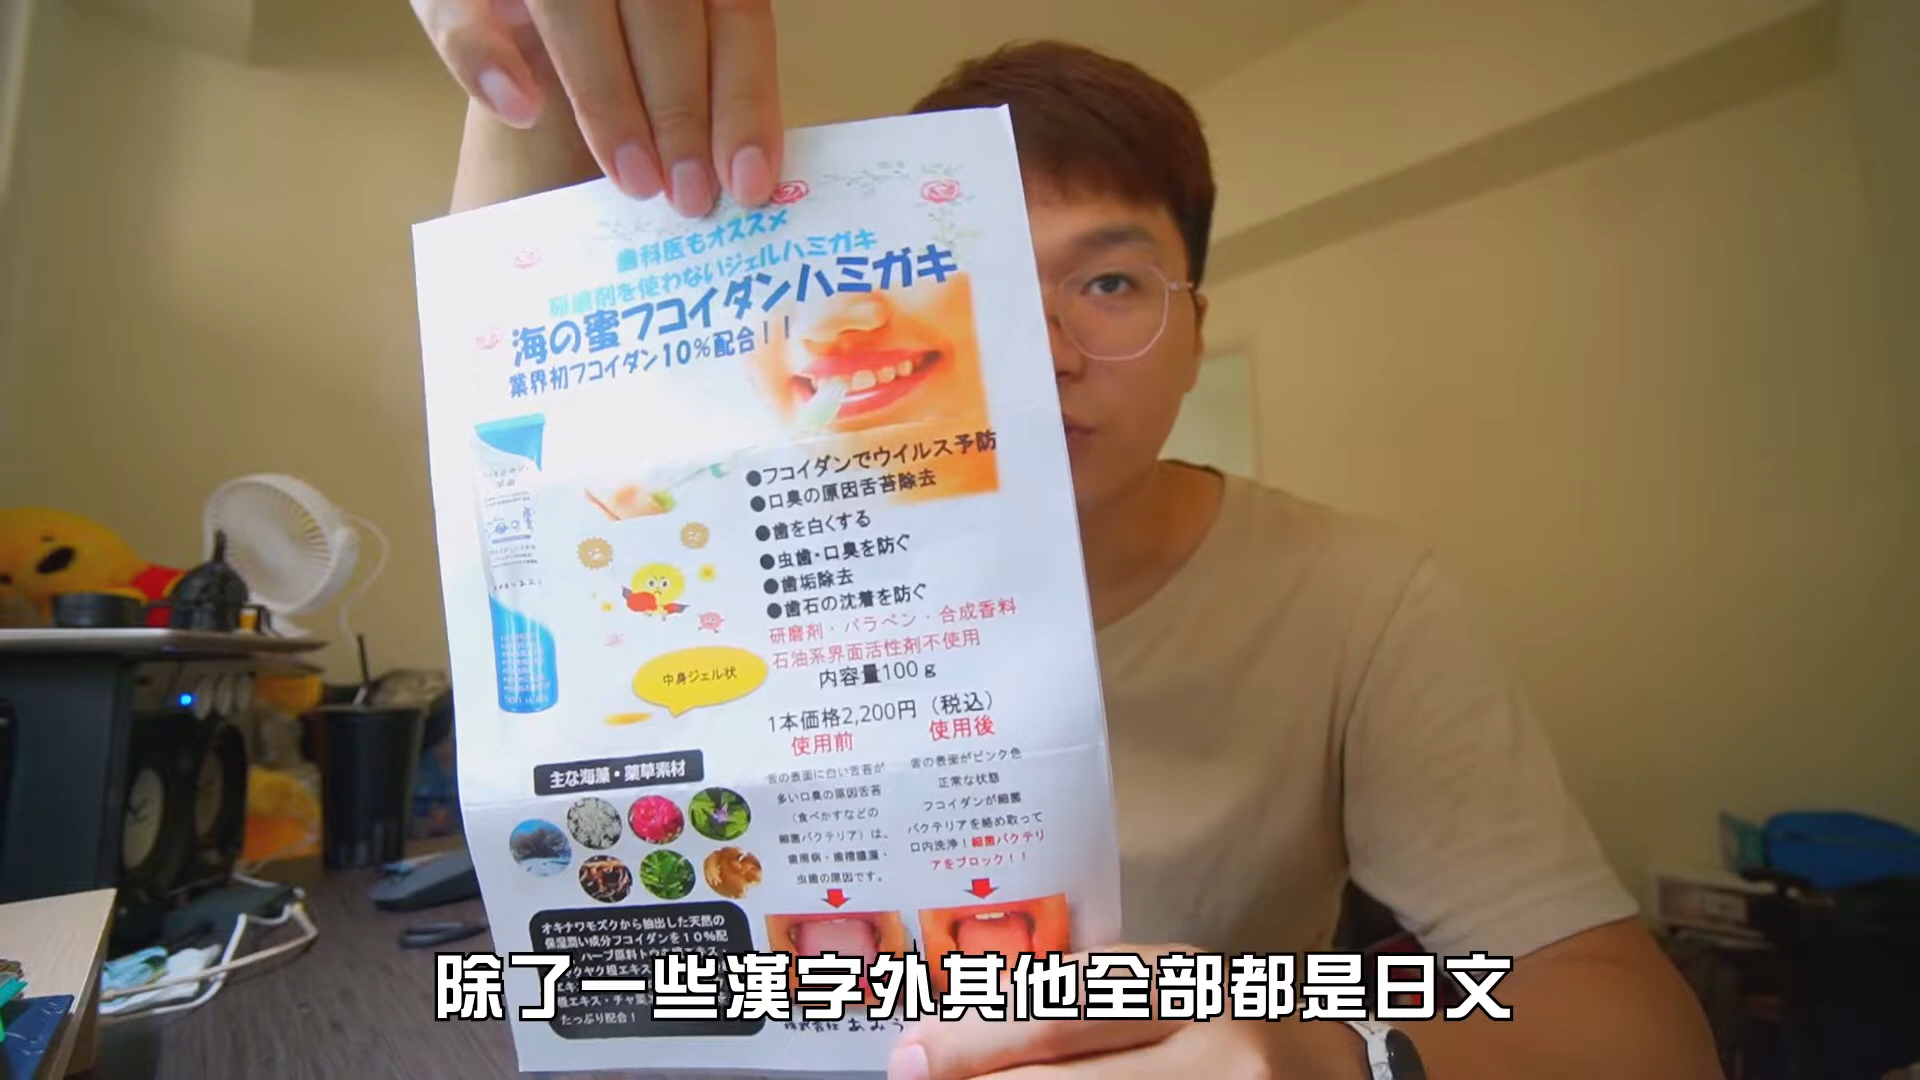 歯科医もオススメ
研磨剤を使わないジェルハミガキ
海の蜜フコイダンハミガキ
業界初フコイダン10%配合!!
●フコイダンでウイルス予防
●口臭の原因舌苔除去
●歯を白くする
●虫歯・口臭を防ぐ
●歯垢除去
●歯石の沈着を防ぐ
研磨剤・パラベン・合成香料
石油系界面活性剤不使用
内容量100g
中身ジェル状
1本価格2,200円(税込)
使用前
舌の表面に白い舌苔が
多い口臭の原因舌苔
(食べかすなどの
細菌バクテリア)は、
虫歯の原因です。
使用後
舌の表面がピンク色
正常な状態
フコイダンが細菌
バクテリアを絡め取って
口内洗浄!細菌バクテリ
アをブロック!!
主な海藻・薬草素材
オキナワモズクから抽出した天然の
保湿潤い成分フコイダンを10%配
たっぷり配合!
株式会社あみ
除了一些漢字外其他全部都是日文